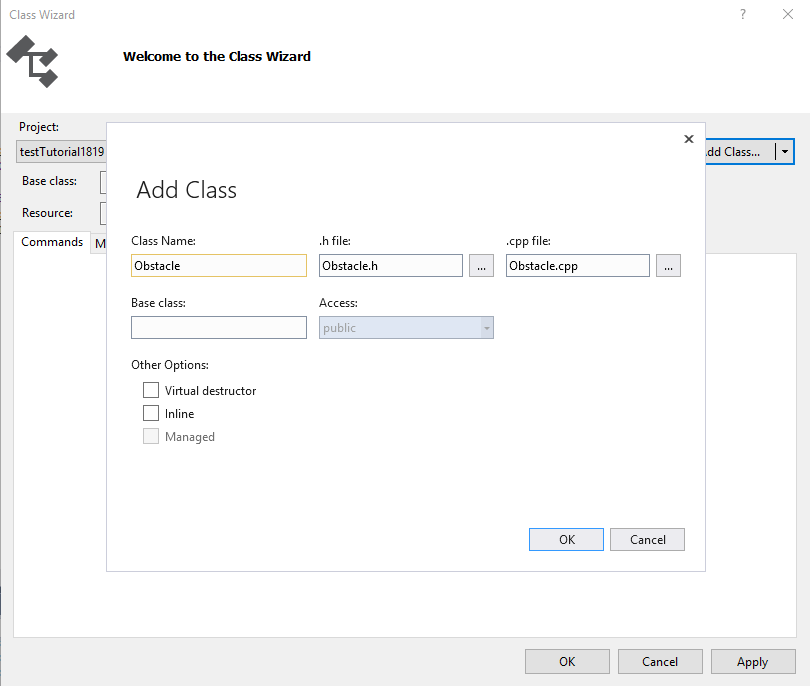 Class Wizard
?
Welcome to the Class Wizard
Project:
testTutorial1819
dd Class...
Base class:
Resource:
Commands
M
Add Class
Class Name:
.h file:
.cpp file:
Obstacle
Obstacle.h
...
Obstacle.cpp
...
Base class:
Access:
public
Other Options:
Virtual destructor
Inline
Managed
OK
Cancel
OK
Cancel
Apply